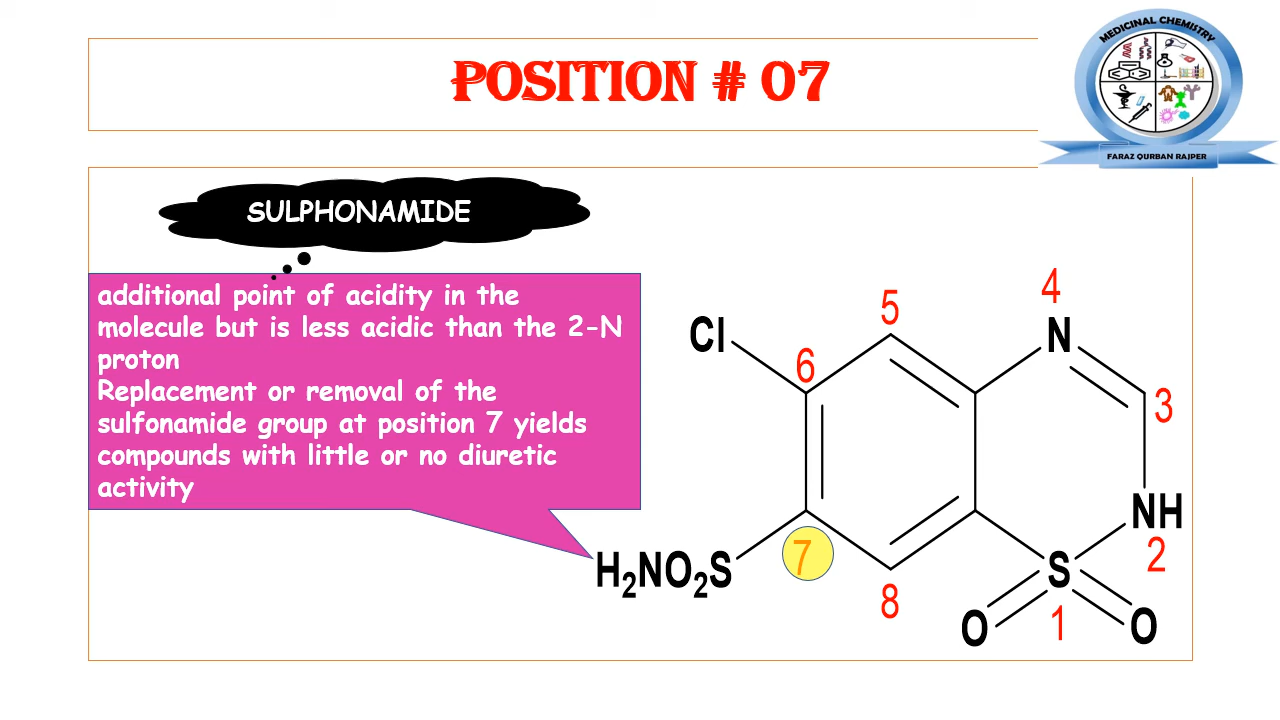 POSITION # 07
MEDICINAL CHEMISTRY
FARAZ QURBAN RAJPER
SULPHONAMIDE
additional point of acidity in the
molecule but is less acidic than the 2-N
proton
Replacement or removal of the
sulfonamide group at position 7 yields
compounds with little or no diuretic
activity
4
5
Cl
N
6
3
NH
7
2
H₂NO₂S
S
8
1
O
O